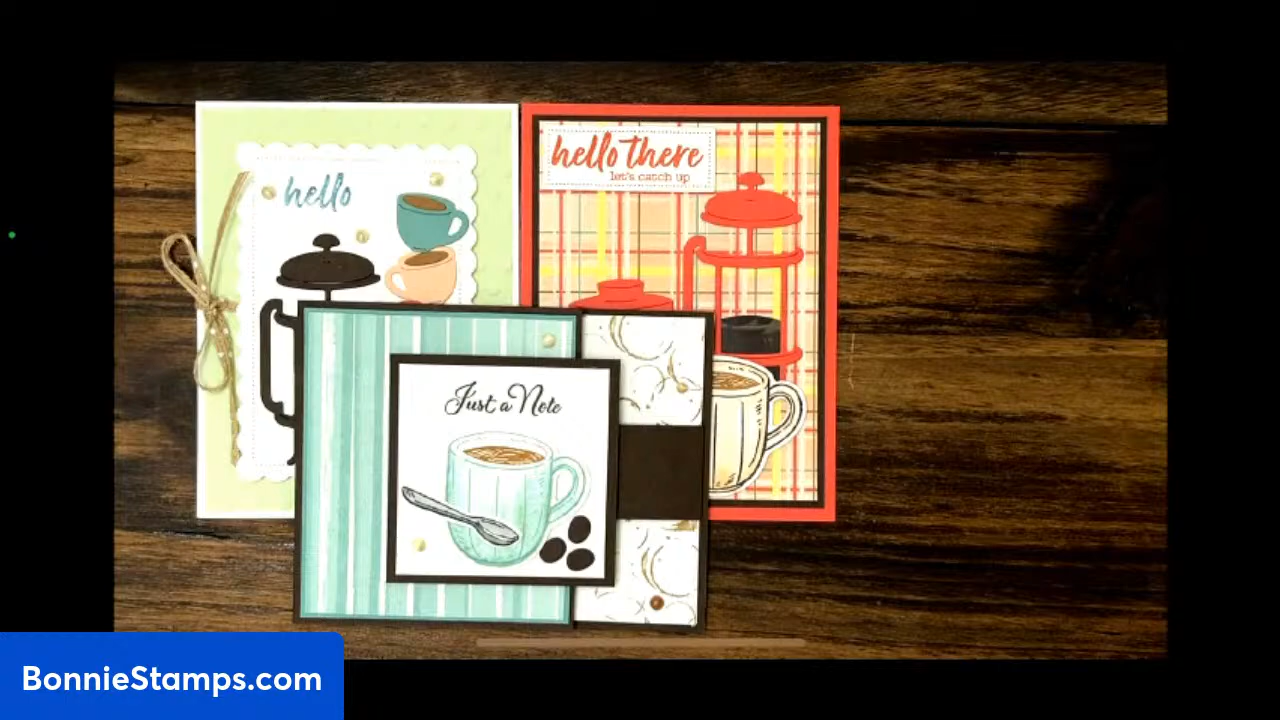 hello
hello there
let's catch up
Just a Note
BonnieStamps.com